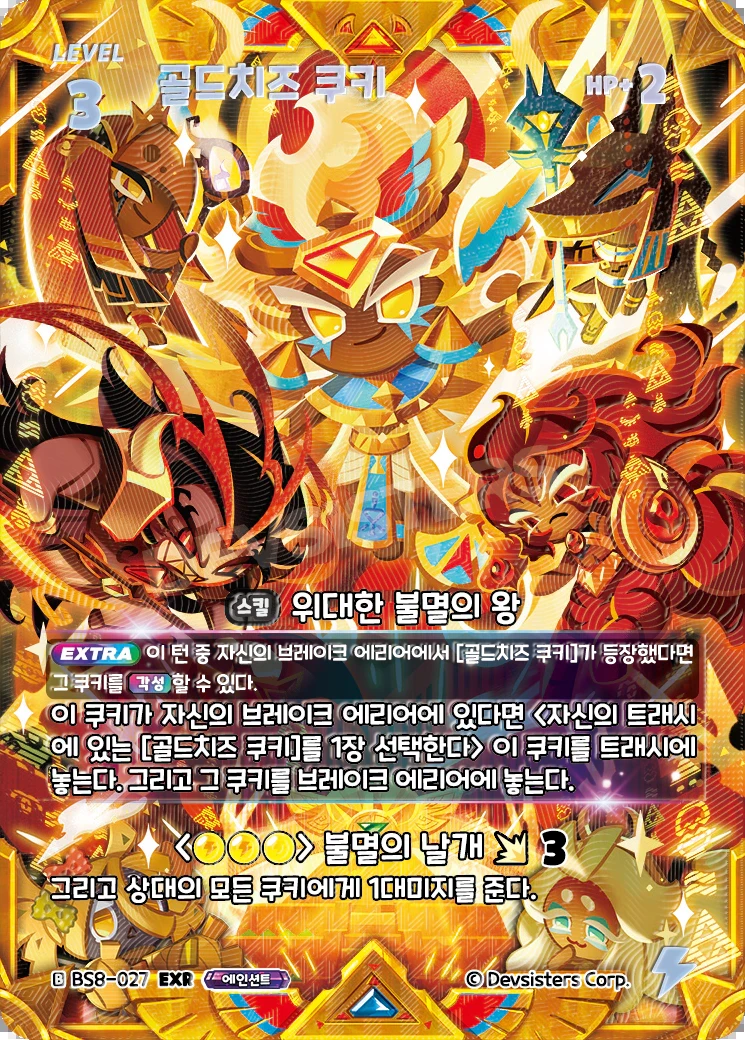 LEVEL
3
골드치즈 쿠키
HP+ 2
스킬 위대한 불멸의 왕
EXTRA 이 턴 중 자신의 브레이크 에리어에서 [골드치즈 쿠키]가 등장했다면
그 쿠키를 각성 할 수 있다.
이 쿠키가 자신의 브레이크 에리어에 있다면 <자신의 트래시
에 있는 [골드치즈 쿠키]를 1장 선택한다> 이 쿠키를 트래시에
놓는다. 그리고 그 쿠키를 브레이크 에리어에 놓는다.
< > 불멸의 날개 3
그리고 상대의 모든 쿠키에게 1대미지를 준다.
B BS8-027 EXR 에인션트
© Devsisters Corp.